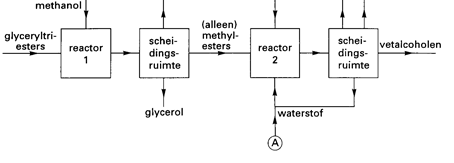 methanol
glyceryltri-
esters
reactor
1
schei-
dings-
ruimte
(alleen)
methyl-
esters
reactor
2
schei-
dings-
ruimte
vetalcoholen
glycerol
waterstof
A